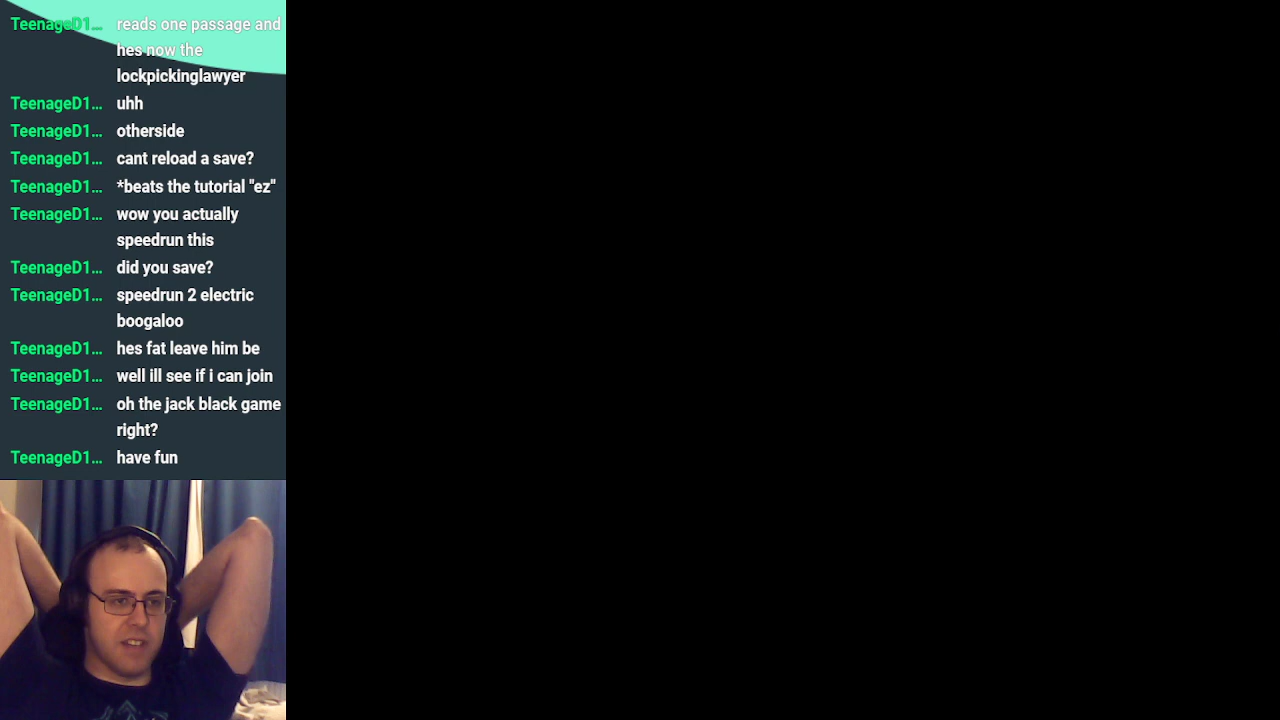 TeenageD1... reads one passage and
hes now the
lockpickinglawyer
TeenageD1... uhh
TeenageD1... otherside
TeenageD1... cant reload a save?
TeenageD1... *beats the tutorial "ez"
TeenageD1... wow you actually
speedrun this
TeenageD1... did you save?
TeenageD1... speedrun 2 electric
boogaloo
TeenageD1... hes fat leave him be
TeenageD1... well ill see if i can join
TeenageD1... oh the jack black game
right?
TeenageD1... have fun